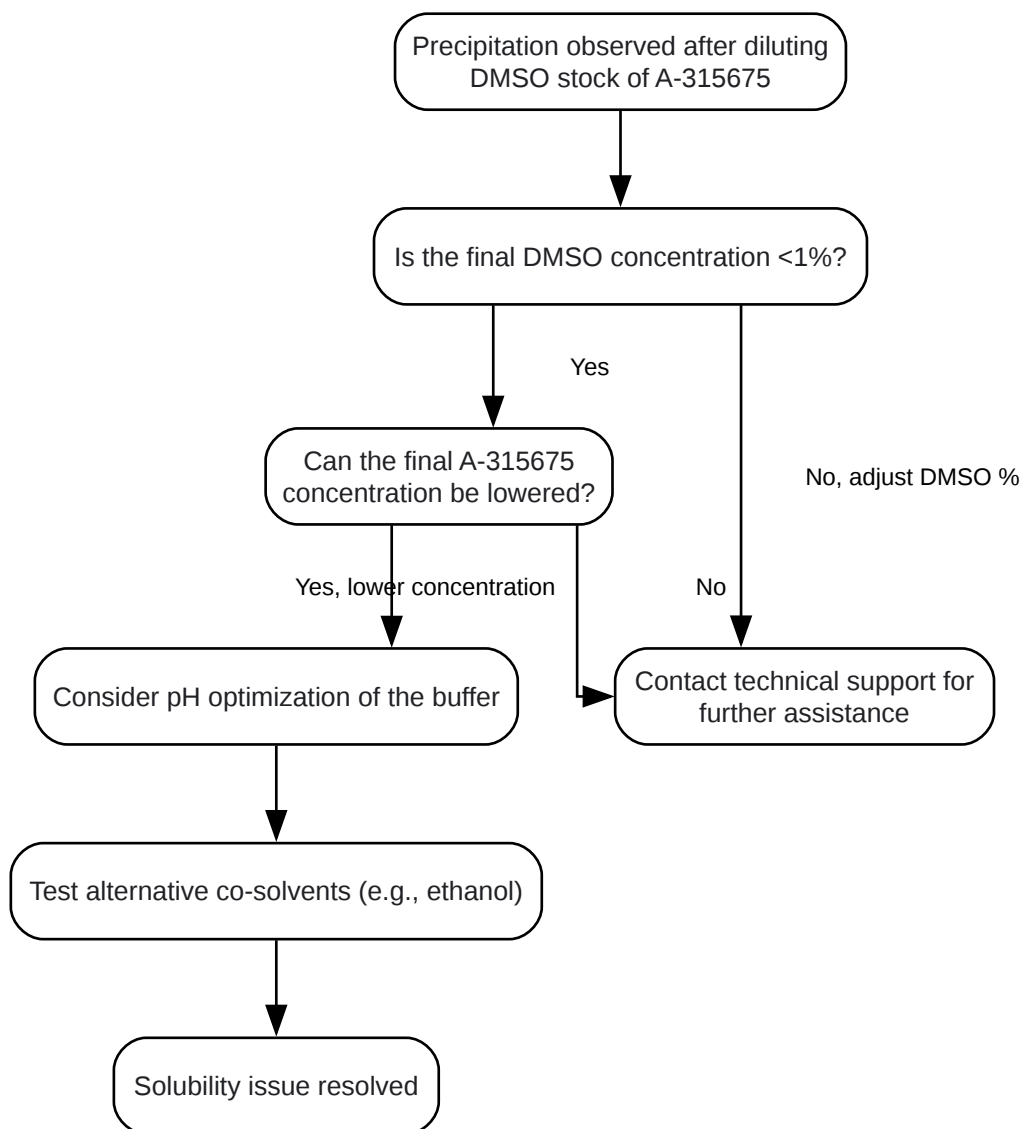 Precipitation observed after diluting
DMSO stock of A-315675
Is the final DMSO concentration <1%?
Yes
Can the final A-315675
concentration be lowered?
No, adjust DMSO %
Yes, lower concentration
No
Consider pH optimization of the buffer
Contact technical support for
further assistance
Test alternative co-solvents (e.g., ethanol)
Solubility issue resolved